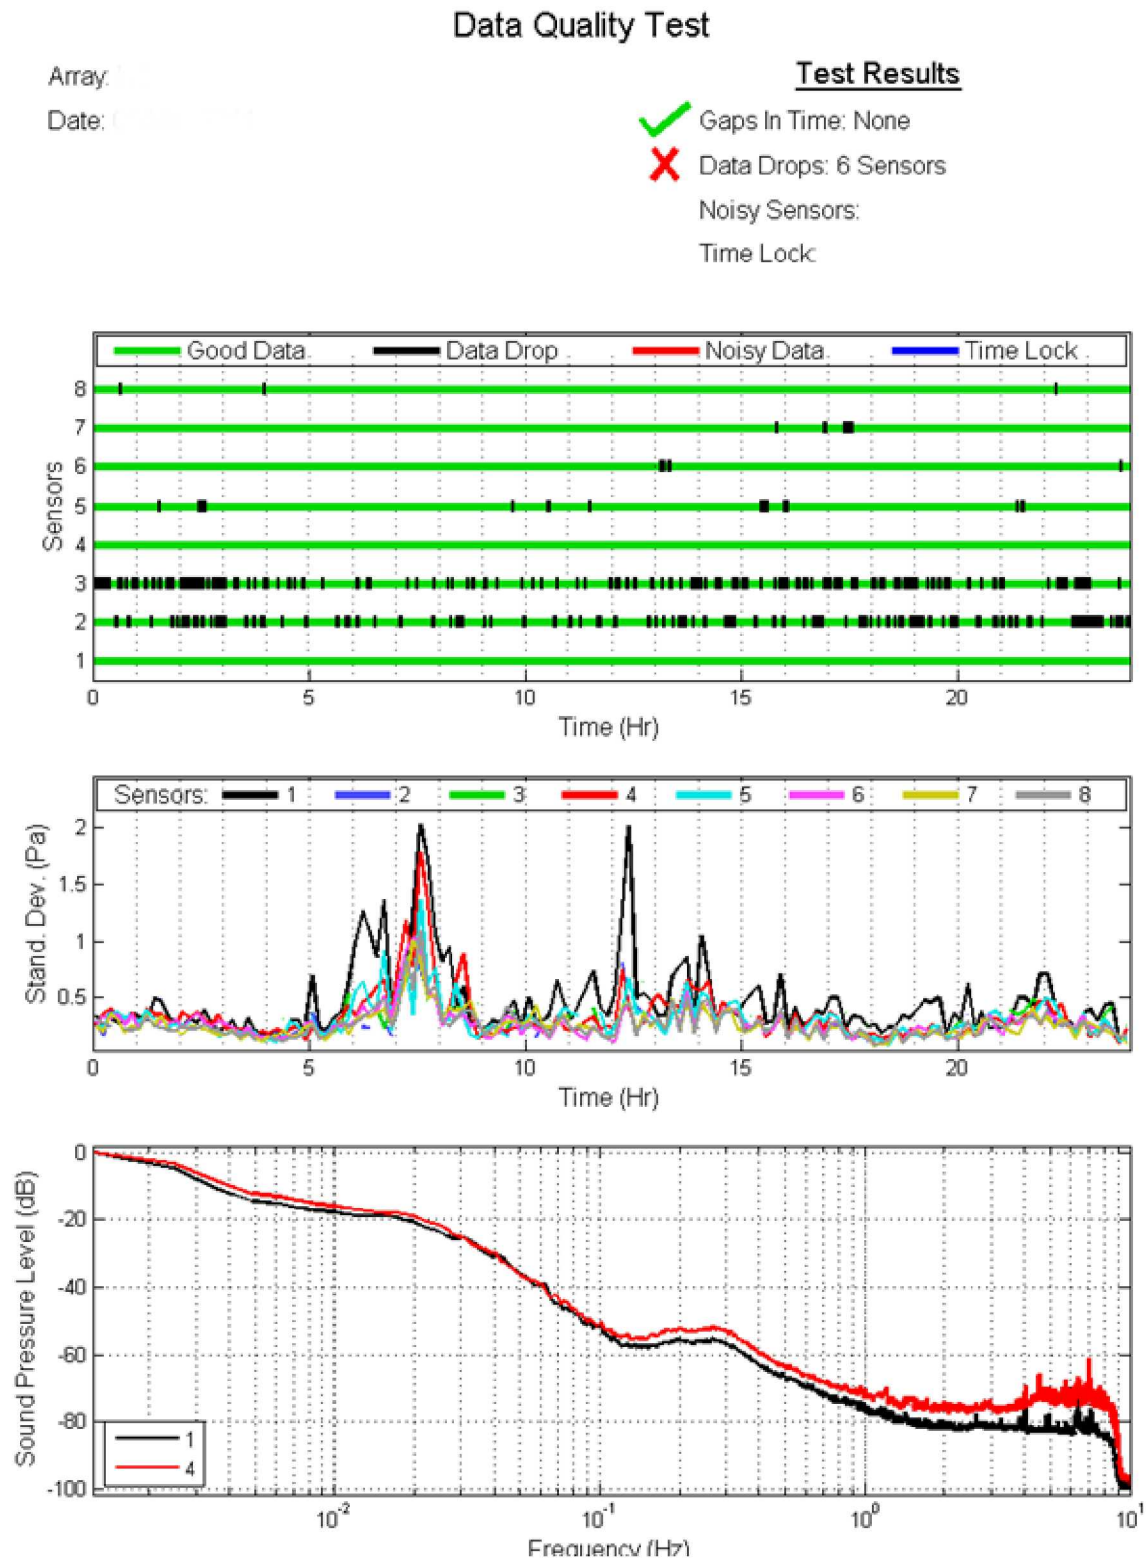 Data Quality Test
Array:
Date:
Test Results
Gaps In Time: None
Data Drops: 6 Sensors
Noisy Sensors:
Time Lock:
Good Data
Data Drop
Noisy Data
Time Lock
8
7
6
5
4
3
2
1
Sensors
0
5
10
15
20
Time (Hr)
Sensors:
1
2
3
4
5
6
7
8
2
1.5
1
0.5
Stand. Dev. (Pa)
0
5
10
15
20
Time (Hr)
0
-20
-40
-60
-80
-100
Sound Pressure Level (dB)
1
4
10^-2
10^-1
10^0
10^1
Frequency (Hz)